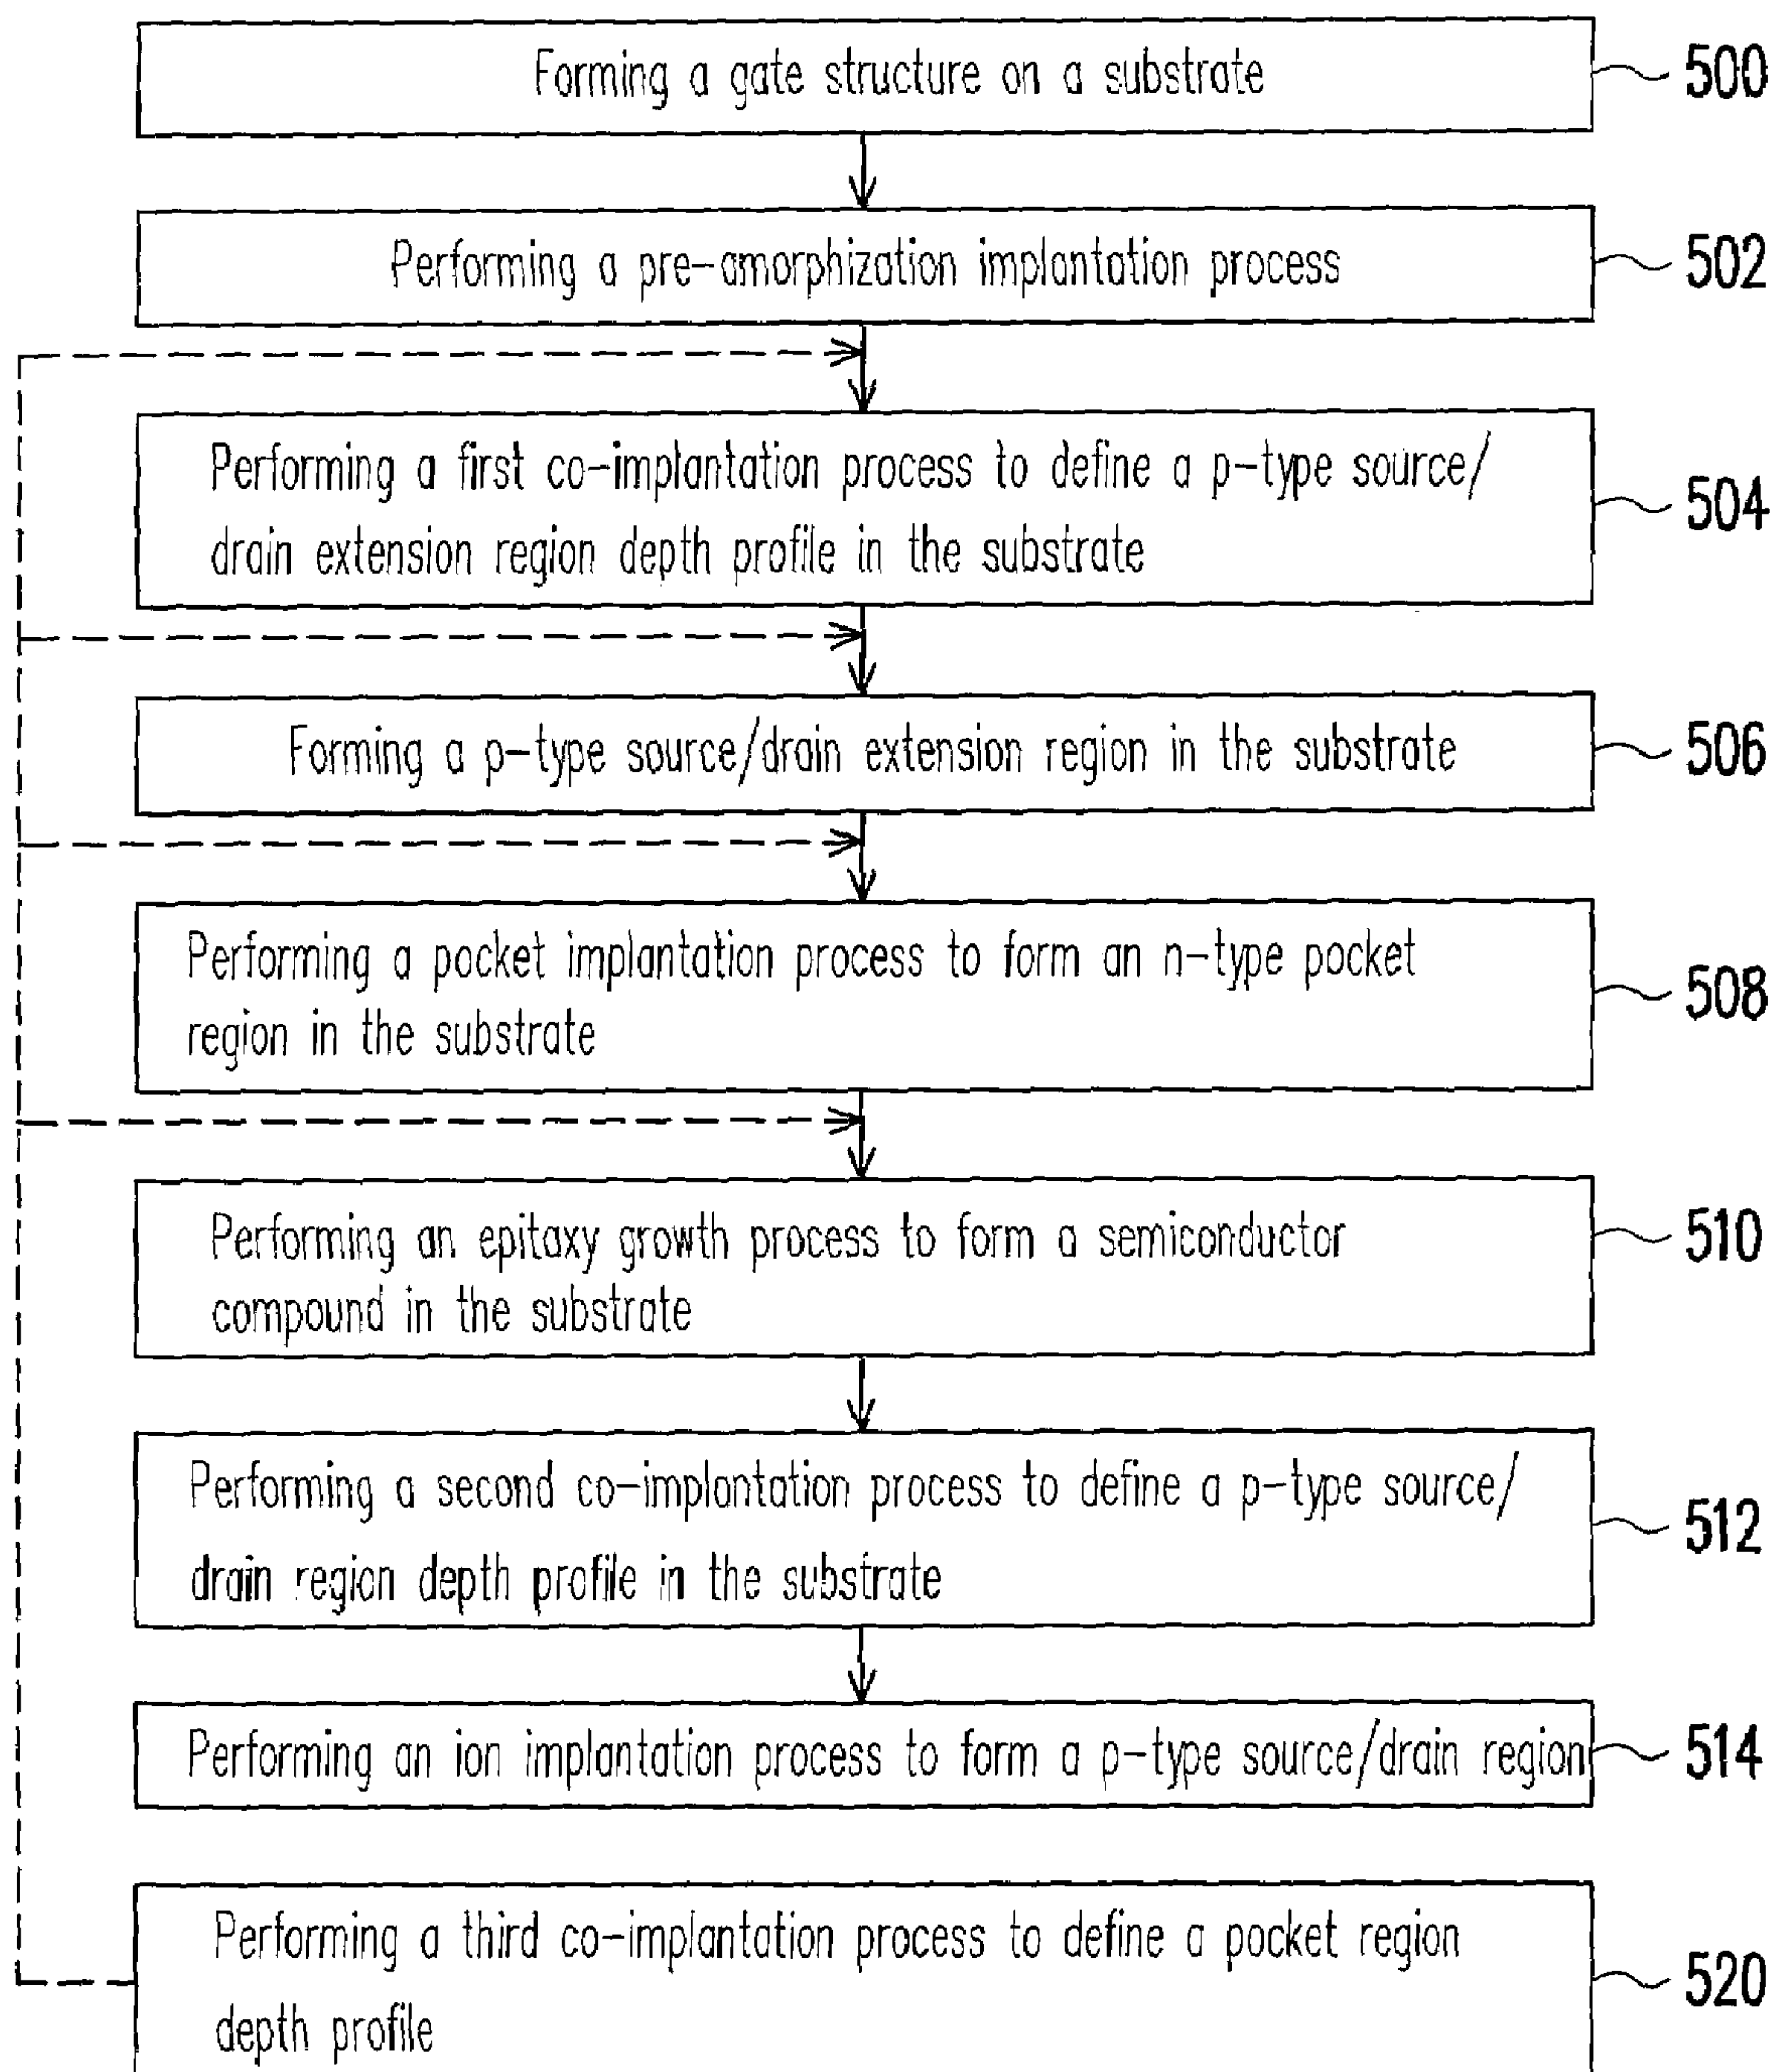 Forming a gate structure on a substrate
500
Performing a pre-amorphization implantation process
502
Performing a first co-implantation process to define a p-type source/
drain extension region depth profile in the substrate
504
Forming a p-type source/drain extension region in the substrate
506
Performing a pocket implantation process to form an n-type pocket
region in the substrate
508
Performing an epitaxy growth process to form a semiconductor
compound in the substrate
510
Performing a second co-implantation process to define a p-type source/
drain region depth profile in the substrate
512
Performing an ion implantation process to form a p-type source/drain region
514
Performing a third co-implantation process to define a pocket region
depth profile
520